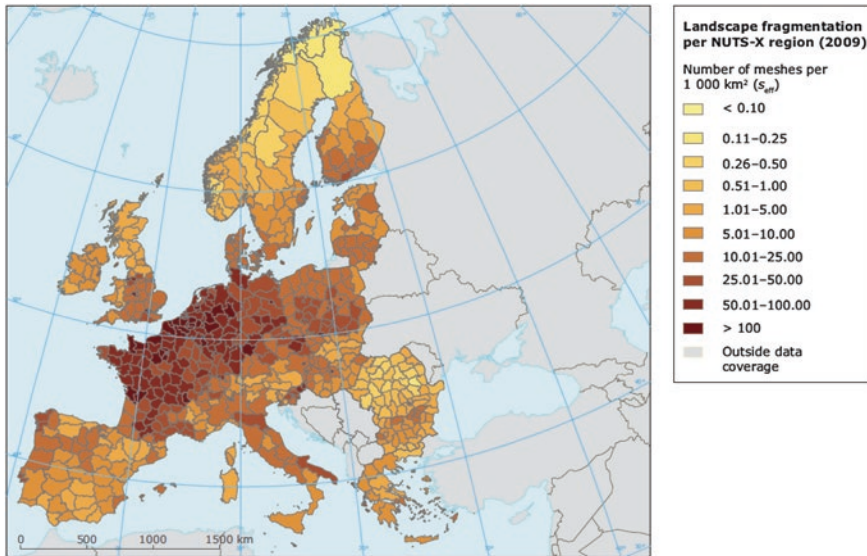 Landscape fragmentation
per NUTS-X region (2009)
Number of meshes per
1 000 km² (seff)
< 0.10
0.11–0.25
0.26–0.50
0.51–1.00
1.01–5.00
5.01–10.00
10.01–25.00
25.01–50.00
50.01–100.00
> 100
Outside data
coverage
0 500 1000 1500 km